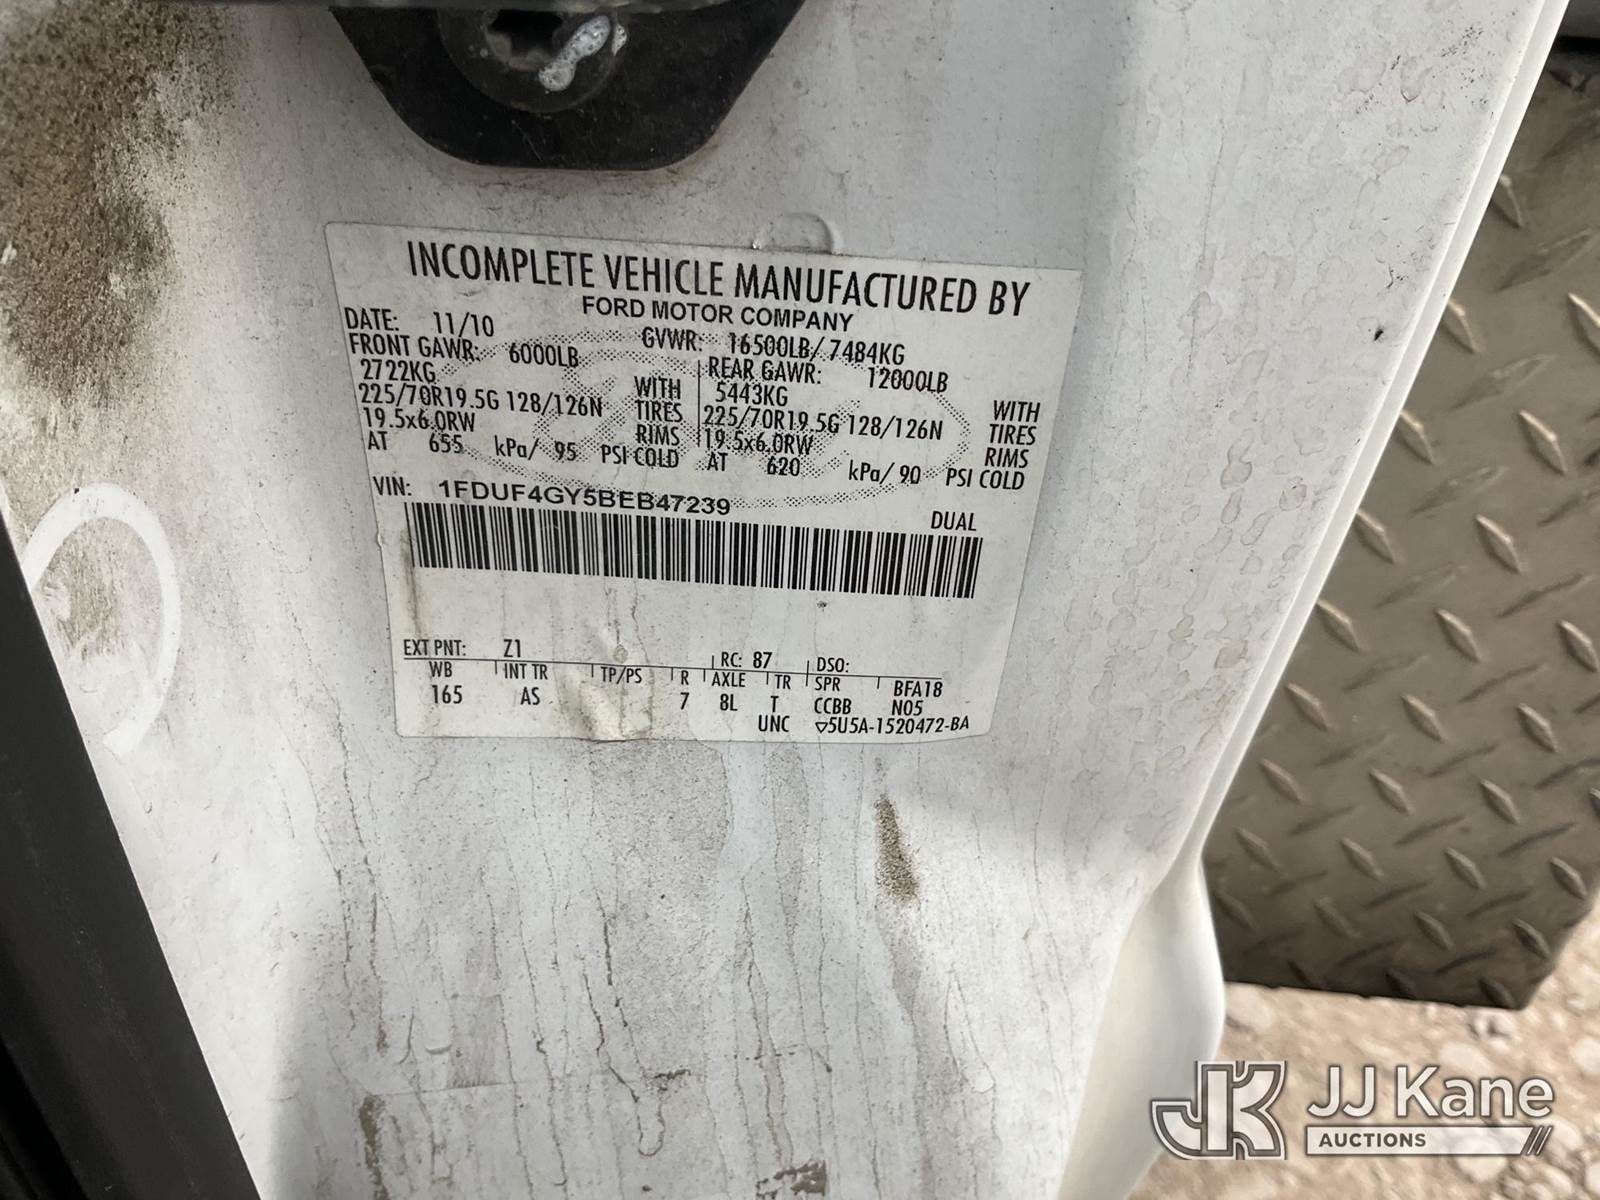 INCOMPLETE VEHICLE MANUFACTURED BY
FORD MOTOR COMPANY
DATE: 11/10 GVWR: 16500LB/ 7484KG
FRONT GAWR: 6000LB REAR GAWR: 12000LB
2722KG WITH 5443KG WITH
225/70R19.5G 128/126N TIRES 225/70R19.5G 128/126N TIRES
19.5x6.0RW RIMS 19.5x6.0RW RIMS
AT 655 kPa/ 95 PSI COLD AT 620 kPa/ 90 PSI COLD
VIN: 1FDUF4GY5BEB47239
DUAL
EXT PNT: Z1 RC: 87 DSO:
WB INT TR TP/PS R AXLE TR SPR BFA18
165 AS 7 8L T CCBB N05
UNC ▽5U5A-1520472-BA
JK JJ Kane
AUCTIONS